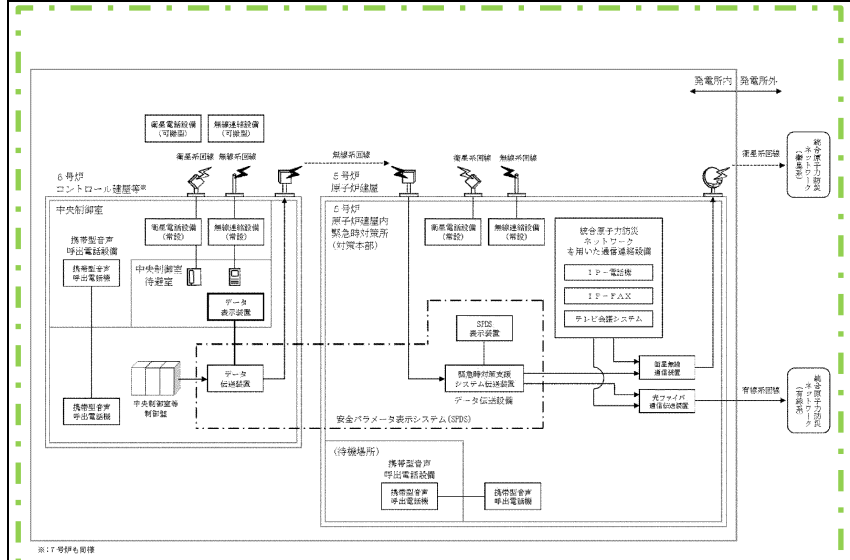 発電所内 発電所外
衛星電話設備
(可搬型)
無線連絡設備
(可搬型)
衛星系回線 無線系回線
無線系回線
衛星系回線 無線系回線
衛星系回線
統合原子力防災
ネットワーク
(衛星系)
6号炉
コントロール建屋等※
5号炉
原子炉建屋
中央制御室
携帯型音声
呼出電話設備
携帯型音声
呼出電話機
衛星電話設備
(常設)
無線連絡設備
(常設)
中央制御室
待避室
データ
表示装置
中央制御室等
制御盤
データ
伝送装置
携帯型音声
呼出電話機
5号炉
原子炉建屋内
緊急時対策所
(対策本部)
衛星電話設備
(常設)
無線連絡設備
(常設)
統合原子力防災
ネットワーク
を用いた通信連絡設備
IP-電話機
IP-FAX
テレビ会議システム
SPDS
表示装置
緊急時対策支援
システム伝送装置
データ伝送設備
安全パラメータ表示システム(SPDS)
衛星無線
通信装置
光ファイバ
通信伝送装置
有線系回線
統合原子力防災
ネットワーク
(有線系)
(待機場所)
携帯型音声
呼出電話設備
携帯型音声
呼出電話機
携帯型音声
呼出電話機
※:7号炉も同様